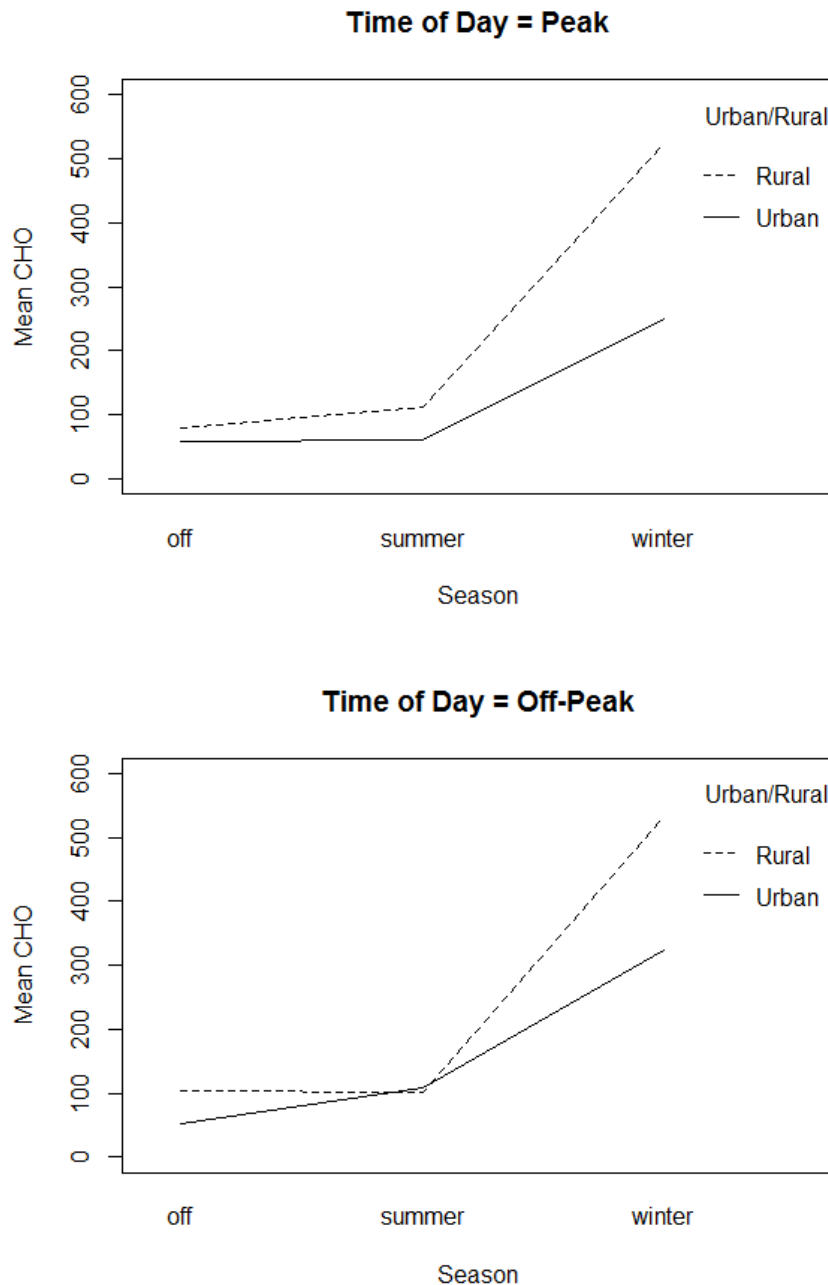 Time of Day = Peak
600
500
400
300
200
100
0
Mean CHO
Urban/Rural
Rural
Urban
off summer winter
Season
Time of Day = Off-Peak
600
500
400
300
200
100
0
Mean CHO
Urban/Rural
Rural
Urban
off summer winter
Season